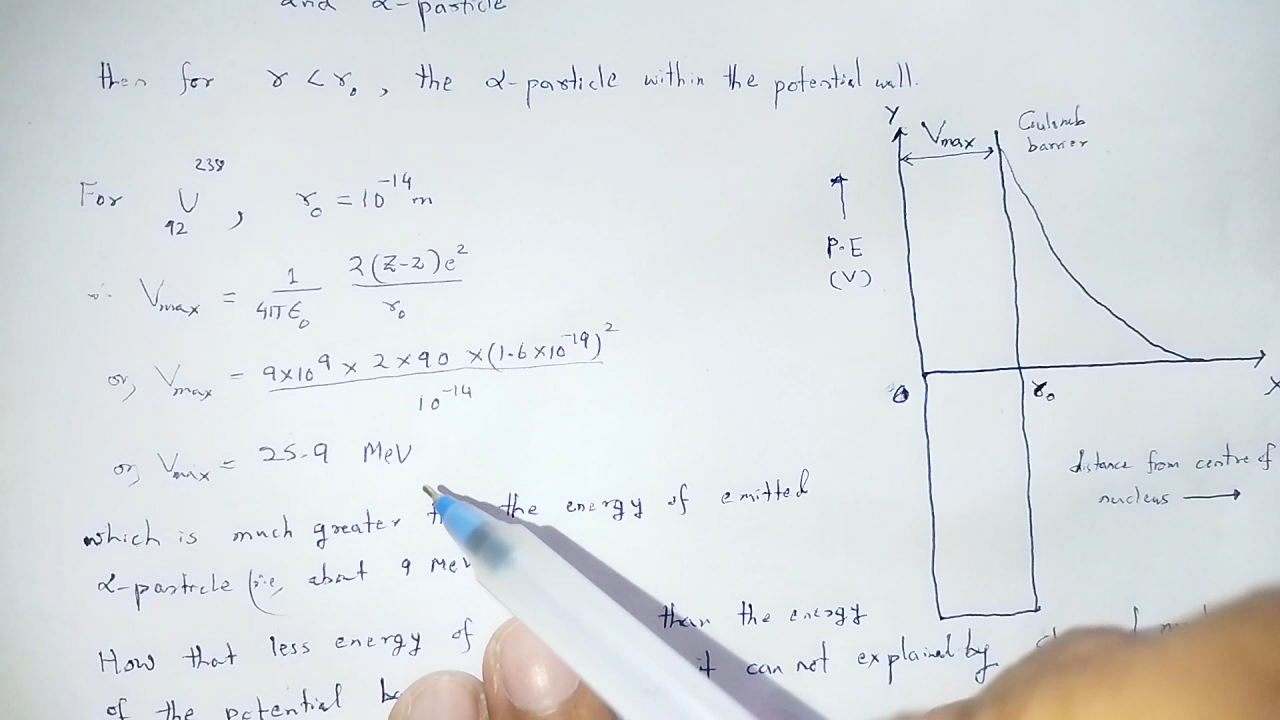 and α-particle
then for r < r₀, the α-particle within the potential wall.
For ₉₂U²³⁸, r₀ = 10⁻¹⁴ m
∴ Vmax = 1/4πϵ₀ 2(Z-2)e²/r₀
or, Vmax = 9×10⁹ × 2×90 ×(1.6×10⁻¹⁹)²/10⁻¹⁴
or, Vmax = 25.9 MeV
which is much greater the energy of emitted
α-particle (i.e, about 9 MeV
How that less energy of than the energy
of the potential it can not explained by
Y
Vmax
Coulomb
barrier
P.E
(V)
O
r₀
X
distance from centre of
nucleus →